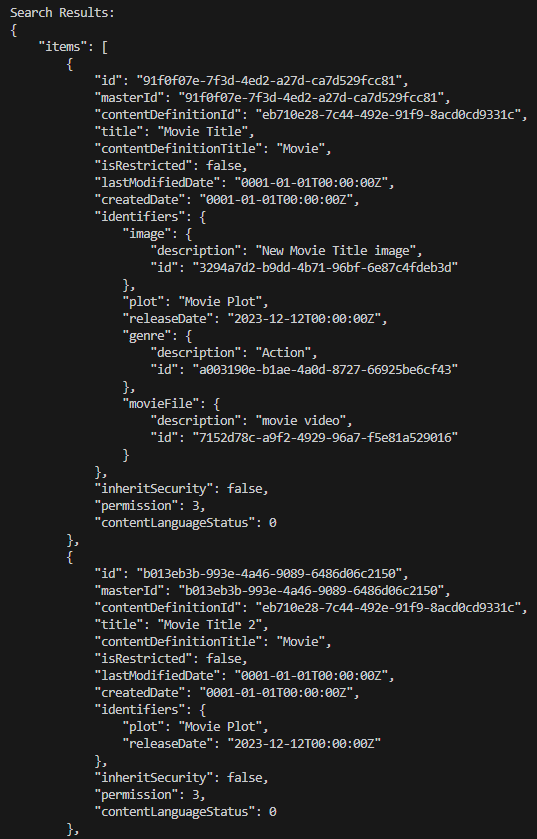 Search Results:
{
    "items": [
        {
            "id": "91f0f07e-7f3d-4ed2-a27d-ca7d529fcc81",
            "masterId": "91f0f07e-7f3d-4ed2-a27d-ca7d529fcc81",
            "contentDefinitionId": "eb710e28-7c44-492e-91f9-8acd0cd9331c",
            "title": "Movie Title",
            "contentDefinitionTitle": "Movie",
            "isRestricted": false,
            "lastModifiedDate": "0001-01-01T00:00:00Z",
            "createdDate": "0001-01-01T00:00:00Z",
            "identifiers": {
                "image": {
                    "description": "New Movie Title image",
                    "id": "3294a7d2-b9dd-4b71-96bf-6e87c4fdeb3d"
                },
                "plot": "Movie Plot",
                "releaseDate": "2023-12-12T00:00:00Z",
                "genre": {
                    "description": "Action",
                    "id": "a003190e-b1ae-4a0d-8727-66925be6cf43"
                },
                "movieFile": {
                    "description": "movie video",
                    "id": "7152d78c-a9f2-4929-96a7-f5e81a529016"
                }
            },
            "inheritSecurity": false,
            "permission": 3,
            "contentLanguageStatus": 0
        },
        {
            "id": "b013eb3b-993e-4a46-9089-6486d06c2150",
            "masterId": "b013eb3b-993e-4a46-9089-6486d06c2150",
            "contentDefinitionId": "eb710e28-7c44-492e-91f9-8acd0cd9331c",
            "title": "Movie Title 2",
            "contentDefinitionTitle": "Movie",
            "isRestricted": false,
            "lastModifiedDate": "0001-01-01T00:00:00Z",
            "createdDate": "0001-01-01T00:00:00Z",
            "identifiers": {
                "plot": "Movie Plot",
                "releaseDate": "2023-12-12T00:00:00Z"
            },
            "inheritSecurity": false,
            "permission": 3,
            "contentLanguageStatus": 0
        },